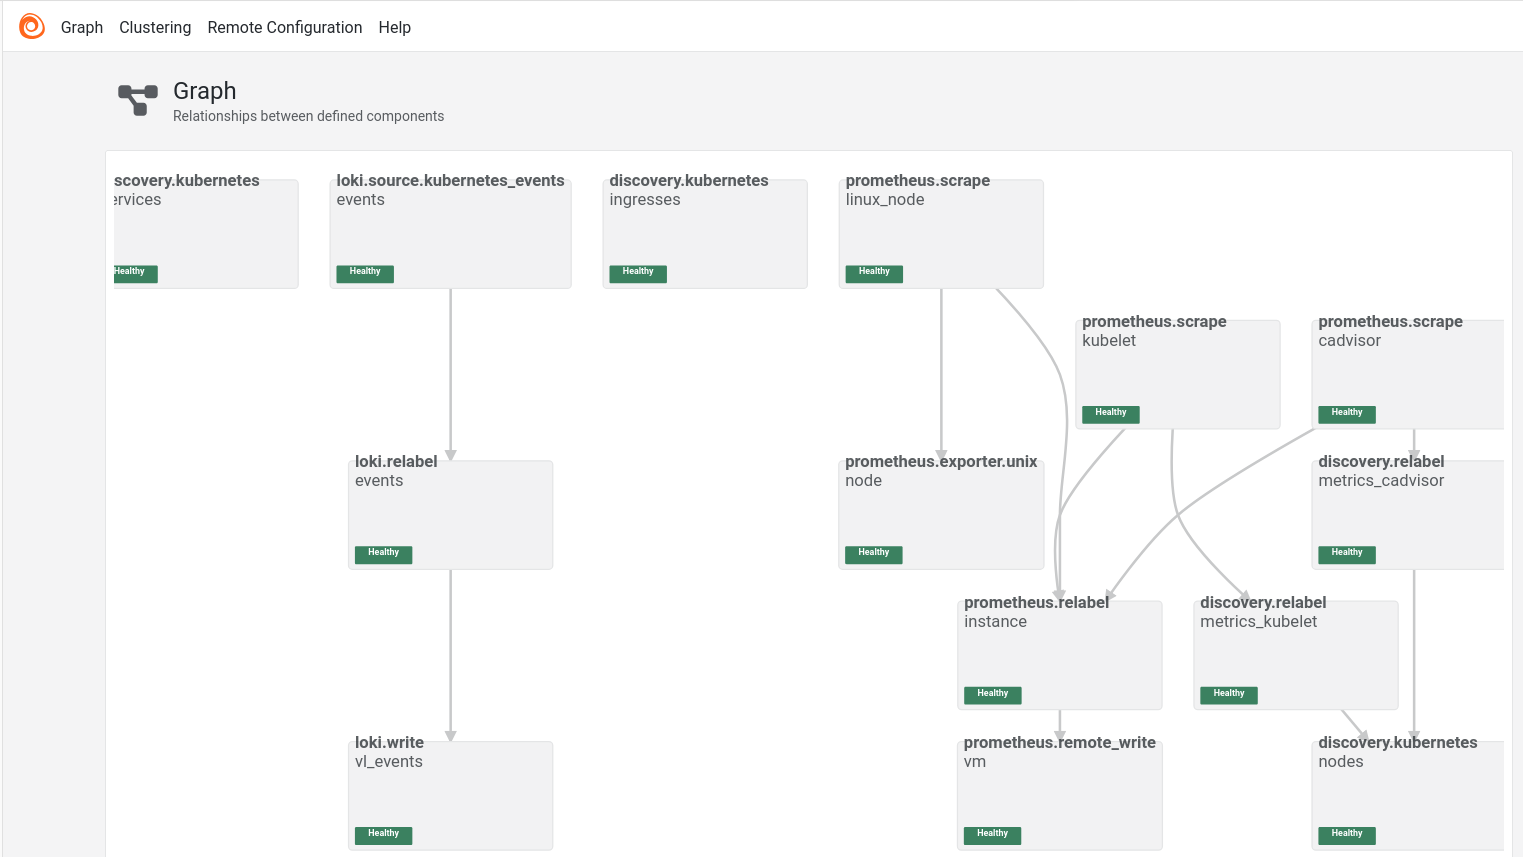 Graph Clustering Remote Configuration Help
Graph
Relationships between defined components
scovery.kubernetes
ervices
Healthy
loki.source.kubernetes_events
events
Healthy
discovery.kubernetes
ingresses
Healthy
prometheus.scrape
linux_node
Healthy
prometheus.scrape
kubelet
Healthy
prometheus.scrape
cadvisor
Healthy
loki.relabel
events
Healthy
prometheus.exporter.unix
node
Healthy
discovery.relabel
metrics_cadvisor
Healthy
prometheus.relabel
instance
Healthy
discovery.relabel
metrics_kubelet
Healthy
loki.write
vl_events
Healthy
prometheus.remote_write
vm
Healthy
discovery.kubernetes
nodes
Healthy